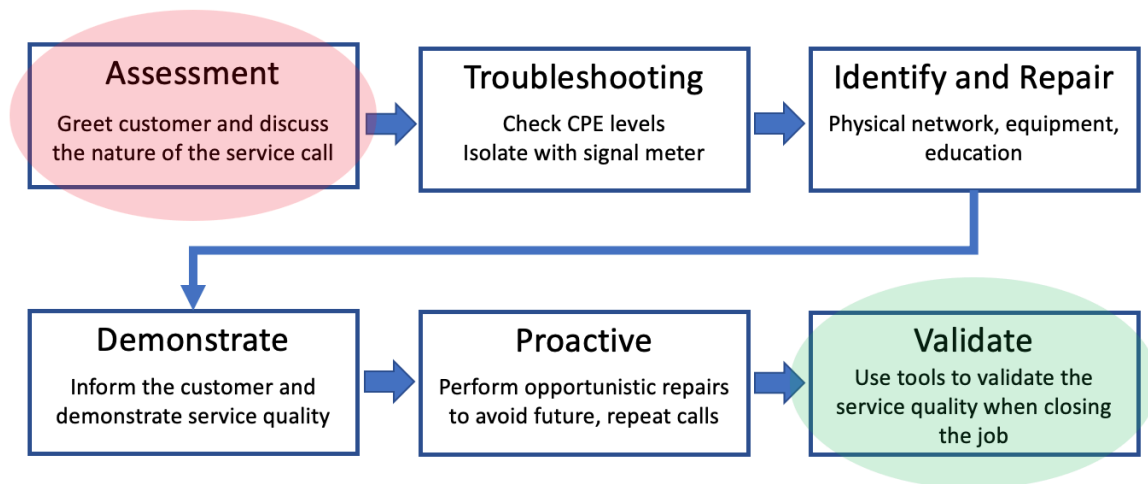 Assessment
Greet customer and discuss
the nature of the service call
Troubleshooting
Check CPE levels
Isolate with signal meter
Identify and Repair
Physical network, equipment,
education
Demonstrate
Inform the customer and
demonstrate service quality
Proactive
Perform opportunistic repairs
to avoid future, repeat calls
Validate
Use tools to validate the
service quality when closing
the job